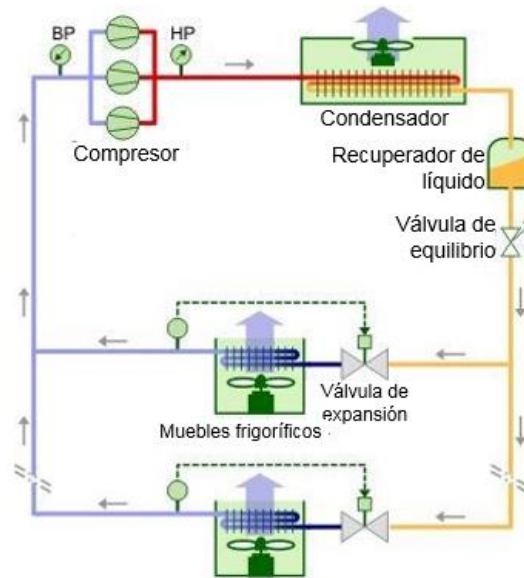 BP
HP
Compresor
Condensador
Recuperador de
líquido
Válvula de
equilibrio
Válvula de
expansión
Muebles frigoríficos